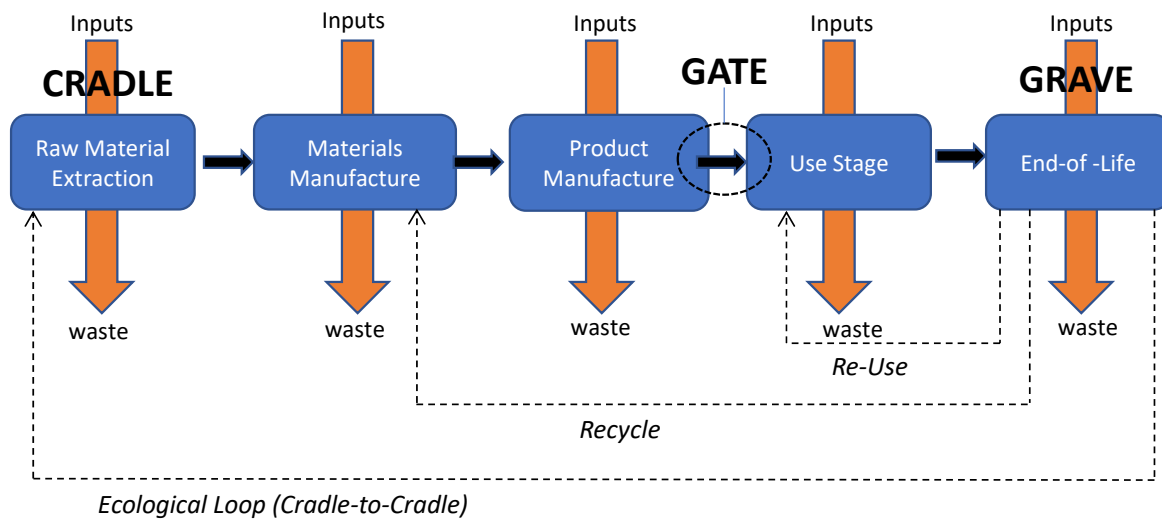 Inputs
Inputs
Inputs
Inputs
Inputs
CRADLE
GATE
GRAVE
Raw Material
Extraction
Materials
Manufacture
Product
Manufacture
Use Stage
End-of -Life
waste
waste
waste
waste
waste
Re-Use
Recycle
Ecological Loop (Cradle-to-Cradle)